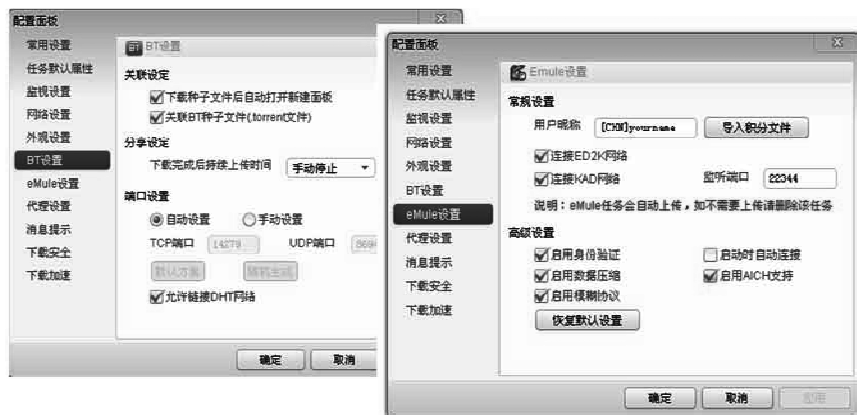 配置面板
常用设置
任务默认属性
监视设置
网络设置
外观设置
BT设置
eMule设置
代理设置
消息提示
下载安全
下载加速
BT设置
关联设定
下载种子文件后自动打开新建面板
关联BT种子文件(.torrent文件)
分享设定
下载完成后持续上传时间 手动停止
端口设置
自动设置 手动设置
TCP端口 14279 UDP端口
允许链接DHT网络
确定 取消
配置面板
常用设置
任务默认属性
监视设置
网络设置
外观设置
BT设置
eMule设置
代理设置
消息提示
下载安全
下载加速
Emule设置
常规设置
用户昵称 [CHN]yourname 导入积分文件
连接ED2K网络
连接KAD网络 监听端口 22344
说明：eMule任务会自动上传，如不需要上传请删除该任务
高级设置
启用身份验证 启动时自动连接
启用数据压缩 启用AICH支持
启用模糊协议
恢复默认设置
确定 取消 应用